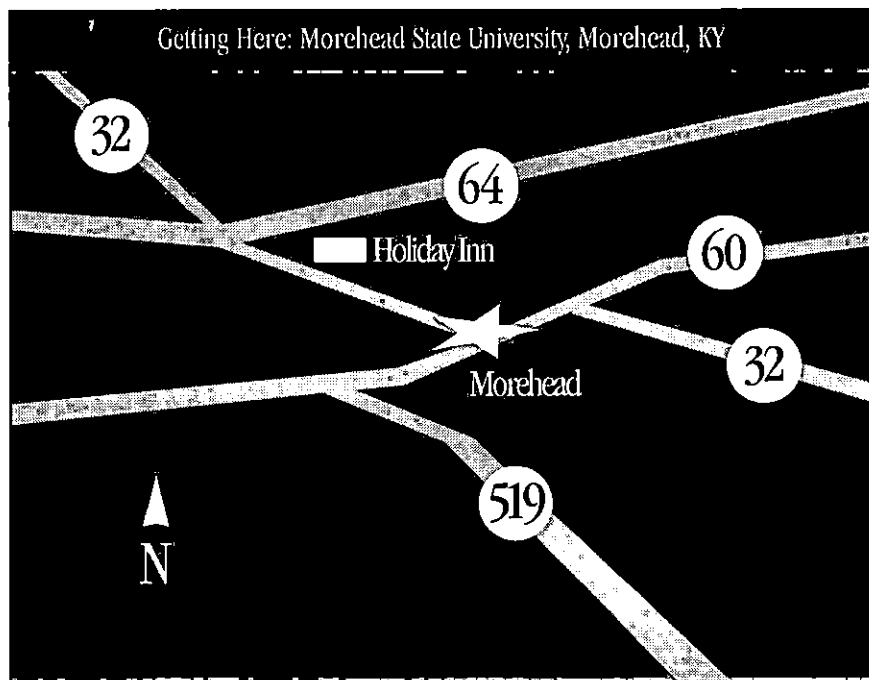 Getting Here: Morehead State University, Morehead, KY
32
64
Holiday Inn
60
32
Morehead
519
N